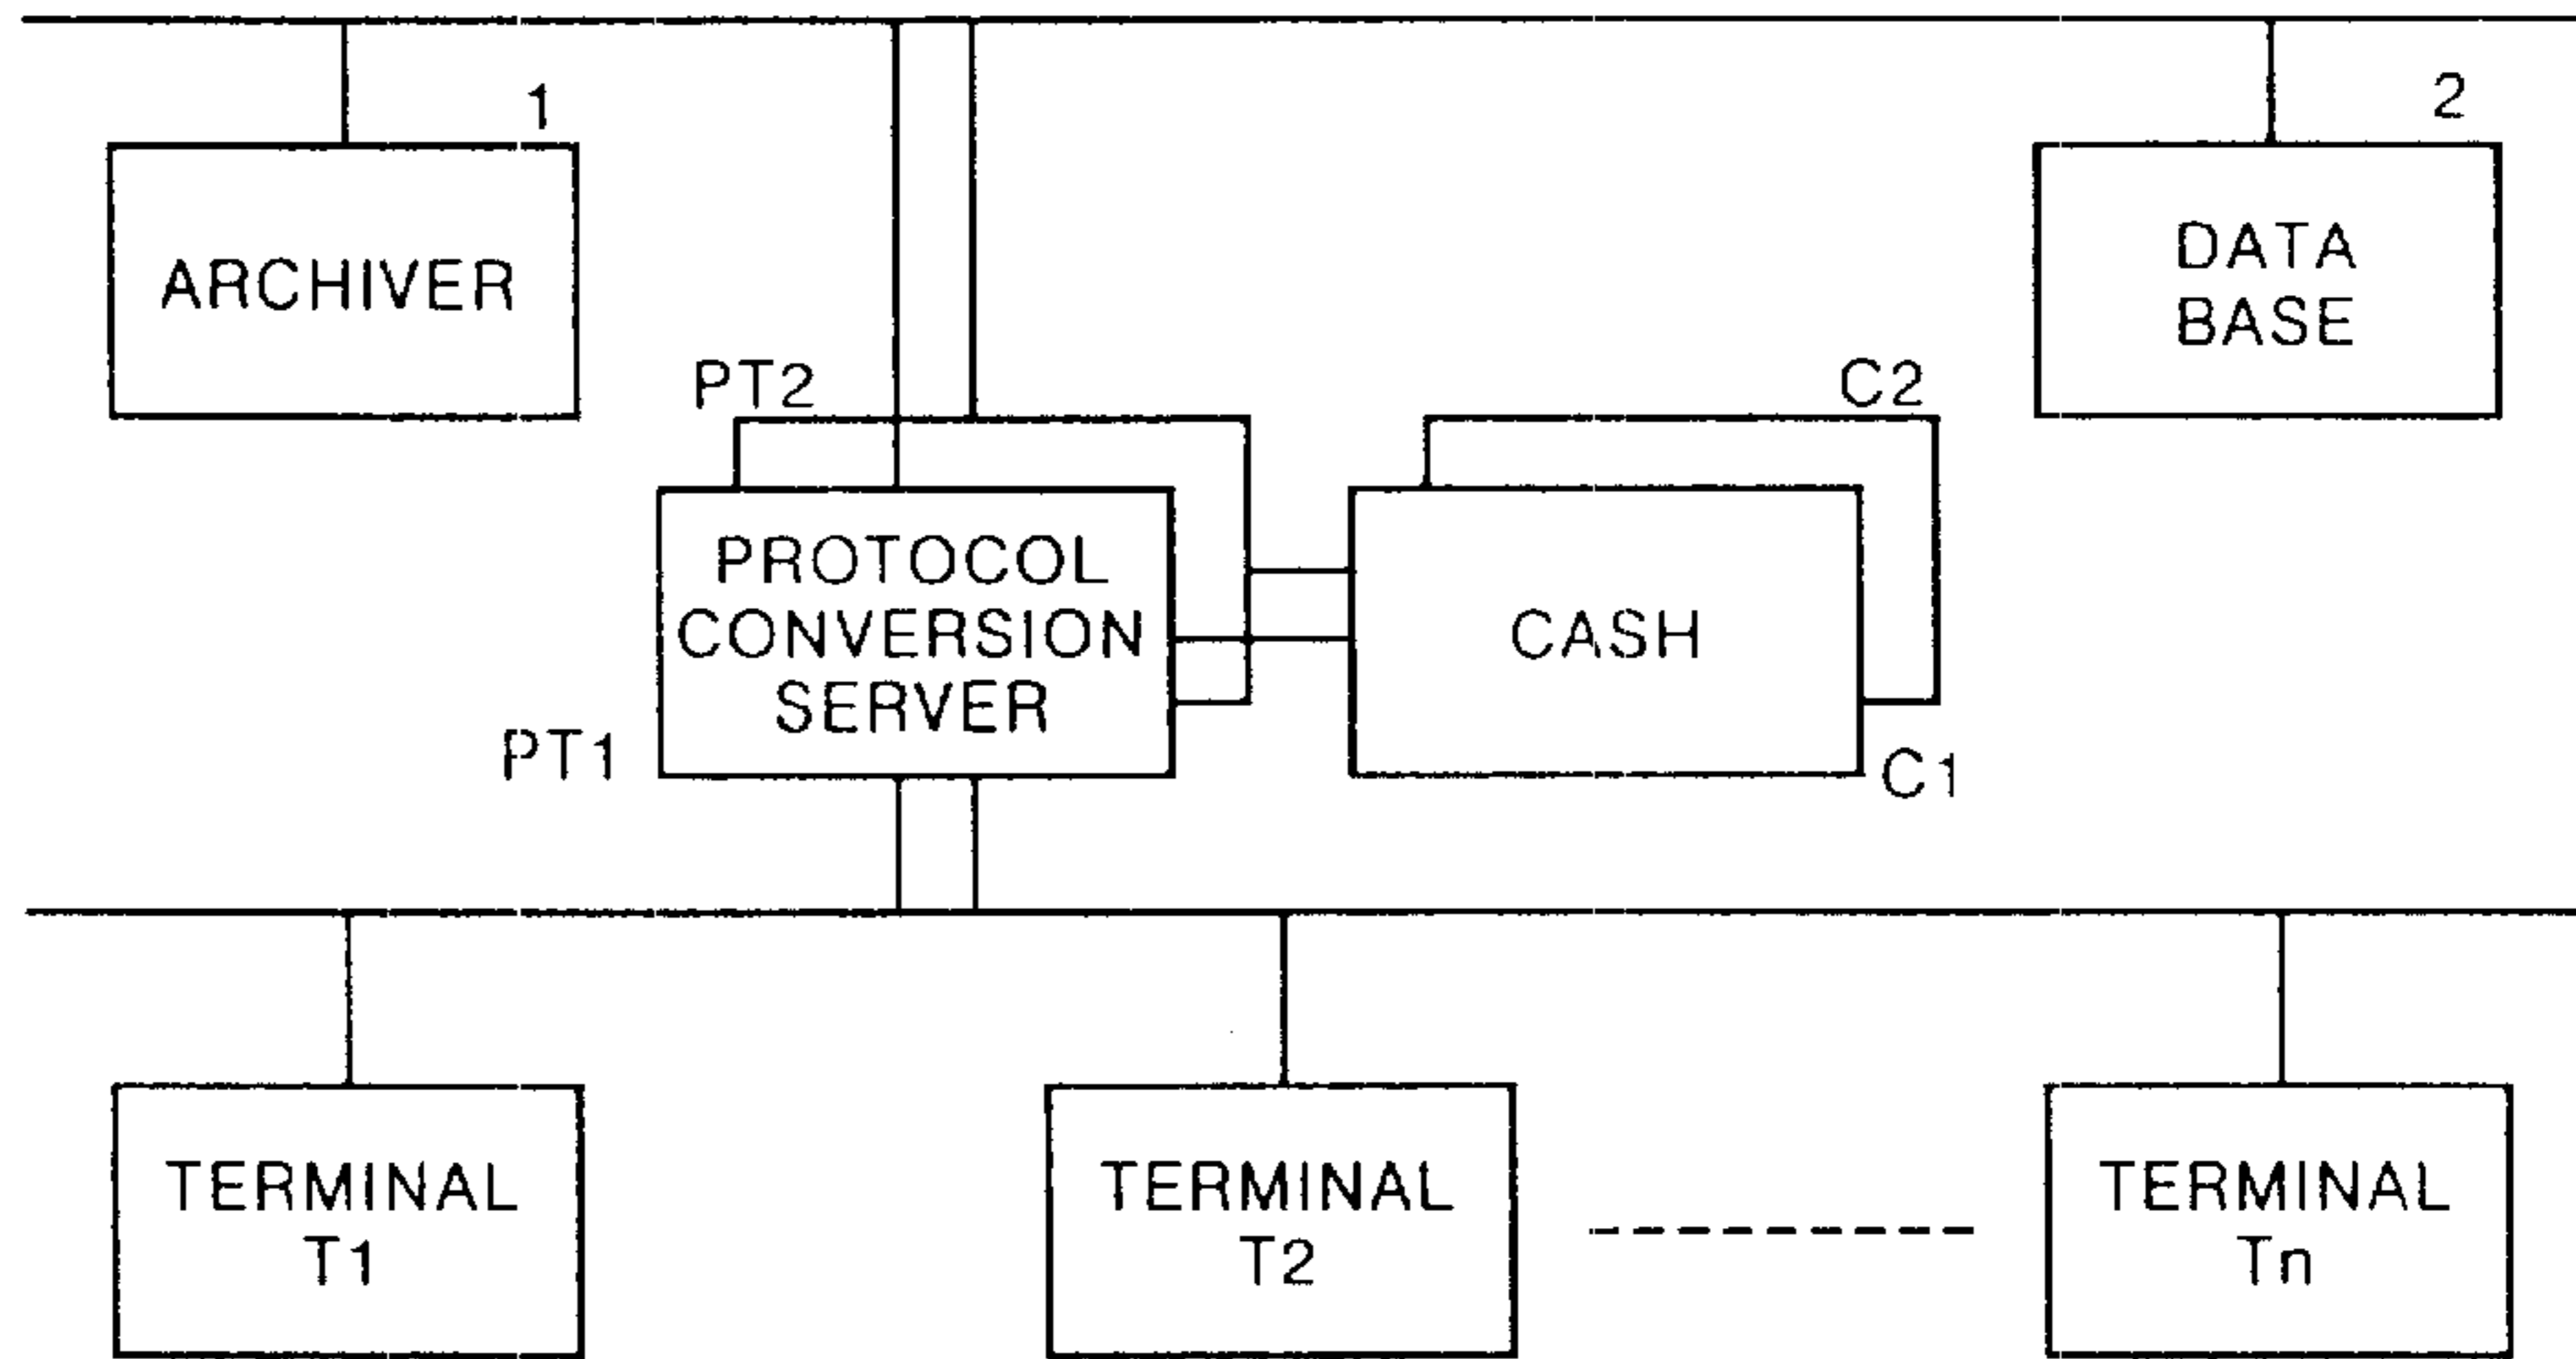 1
2
ARCHIVER
DATA
BASE
PT2
C2
PROTOCOL
CONVERSION
SERVER
CASH
PT1
C1
TERMINAL
T1
TERMINAL
T2
TERMINAL
Tn